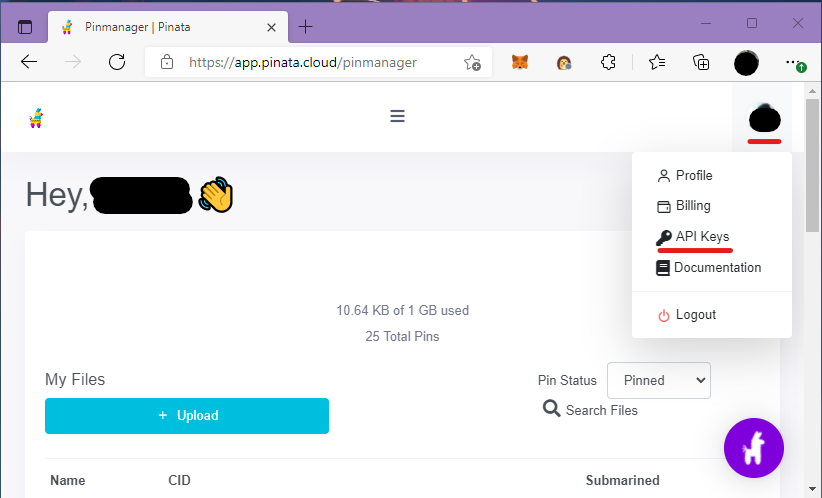 Pinmanager | Pinata
https://app.pinata.cloud/pinmanager
Hey,
Profile
Billing
API Keys
Documentation
Logout
10.64 KB of 1 GB used
25 Total Pins
My Files
Pin Status Pinned
+ Upload
Search Files
Name CID Submarined